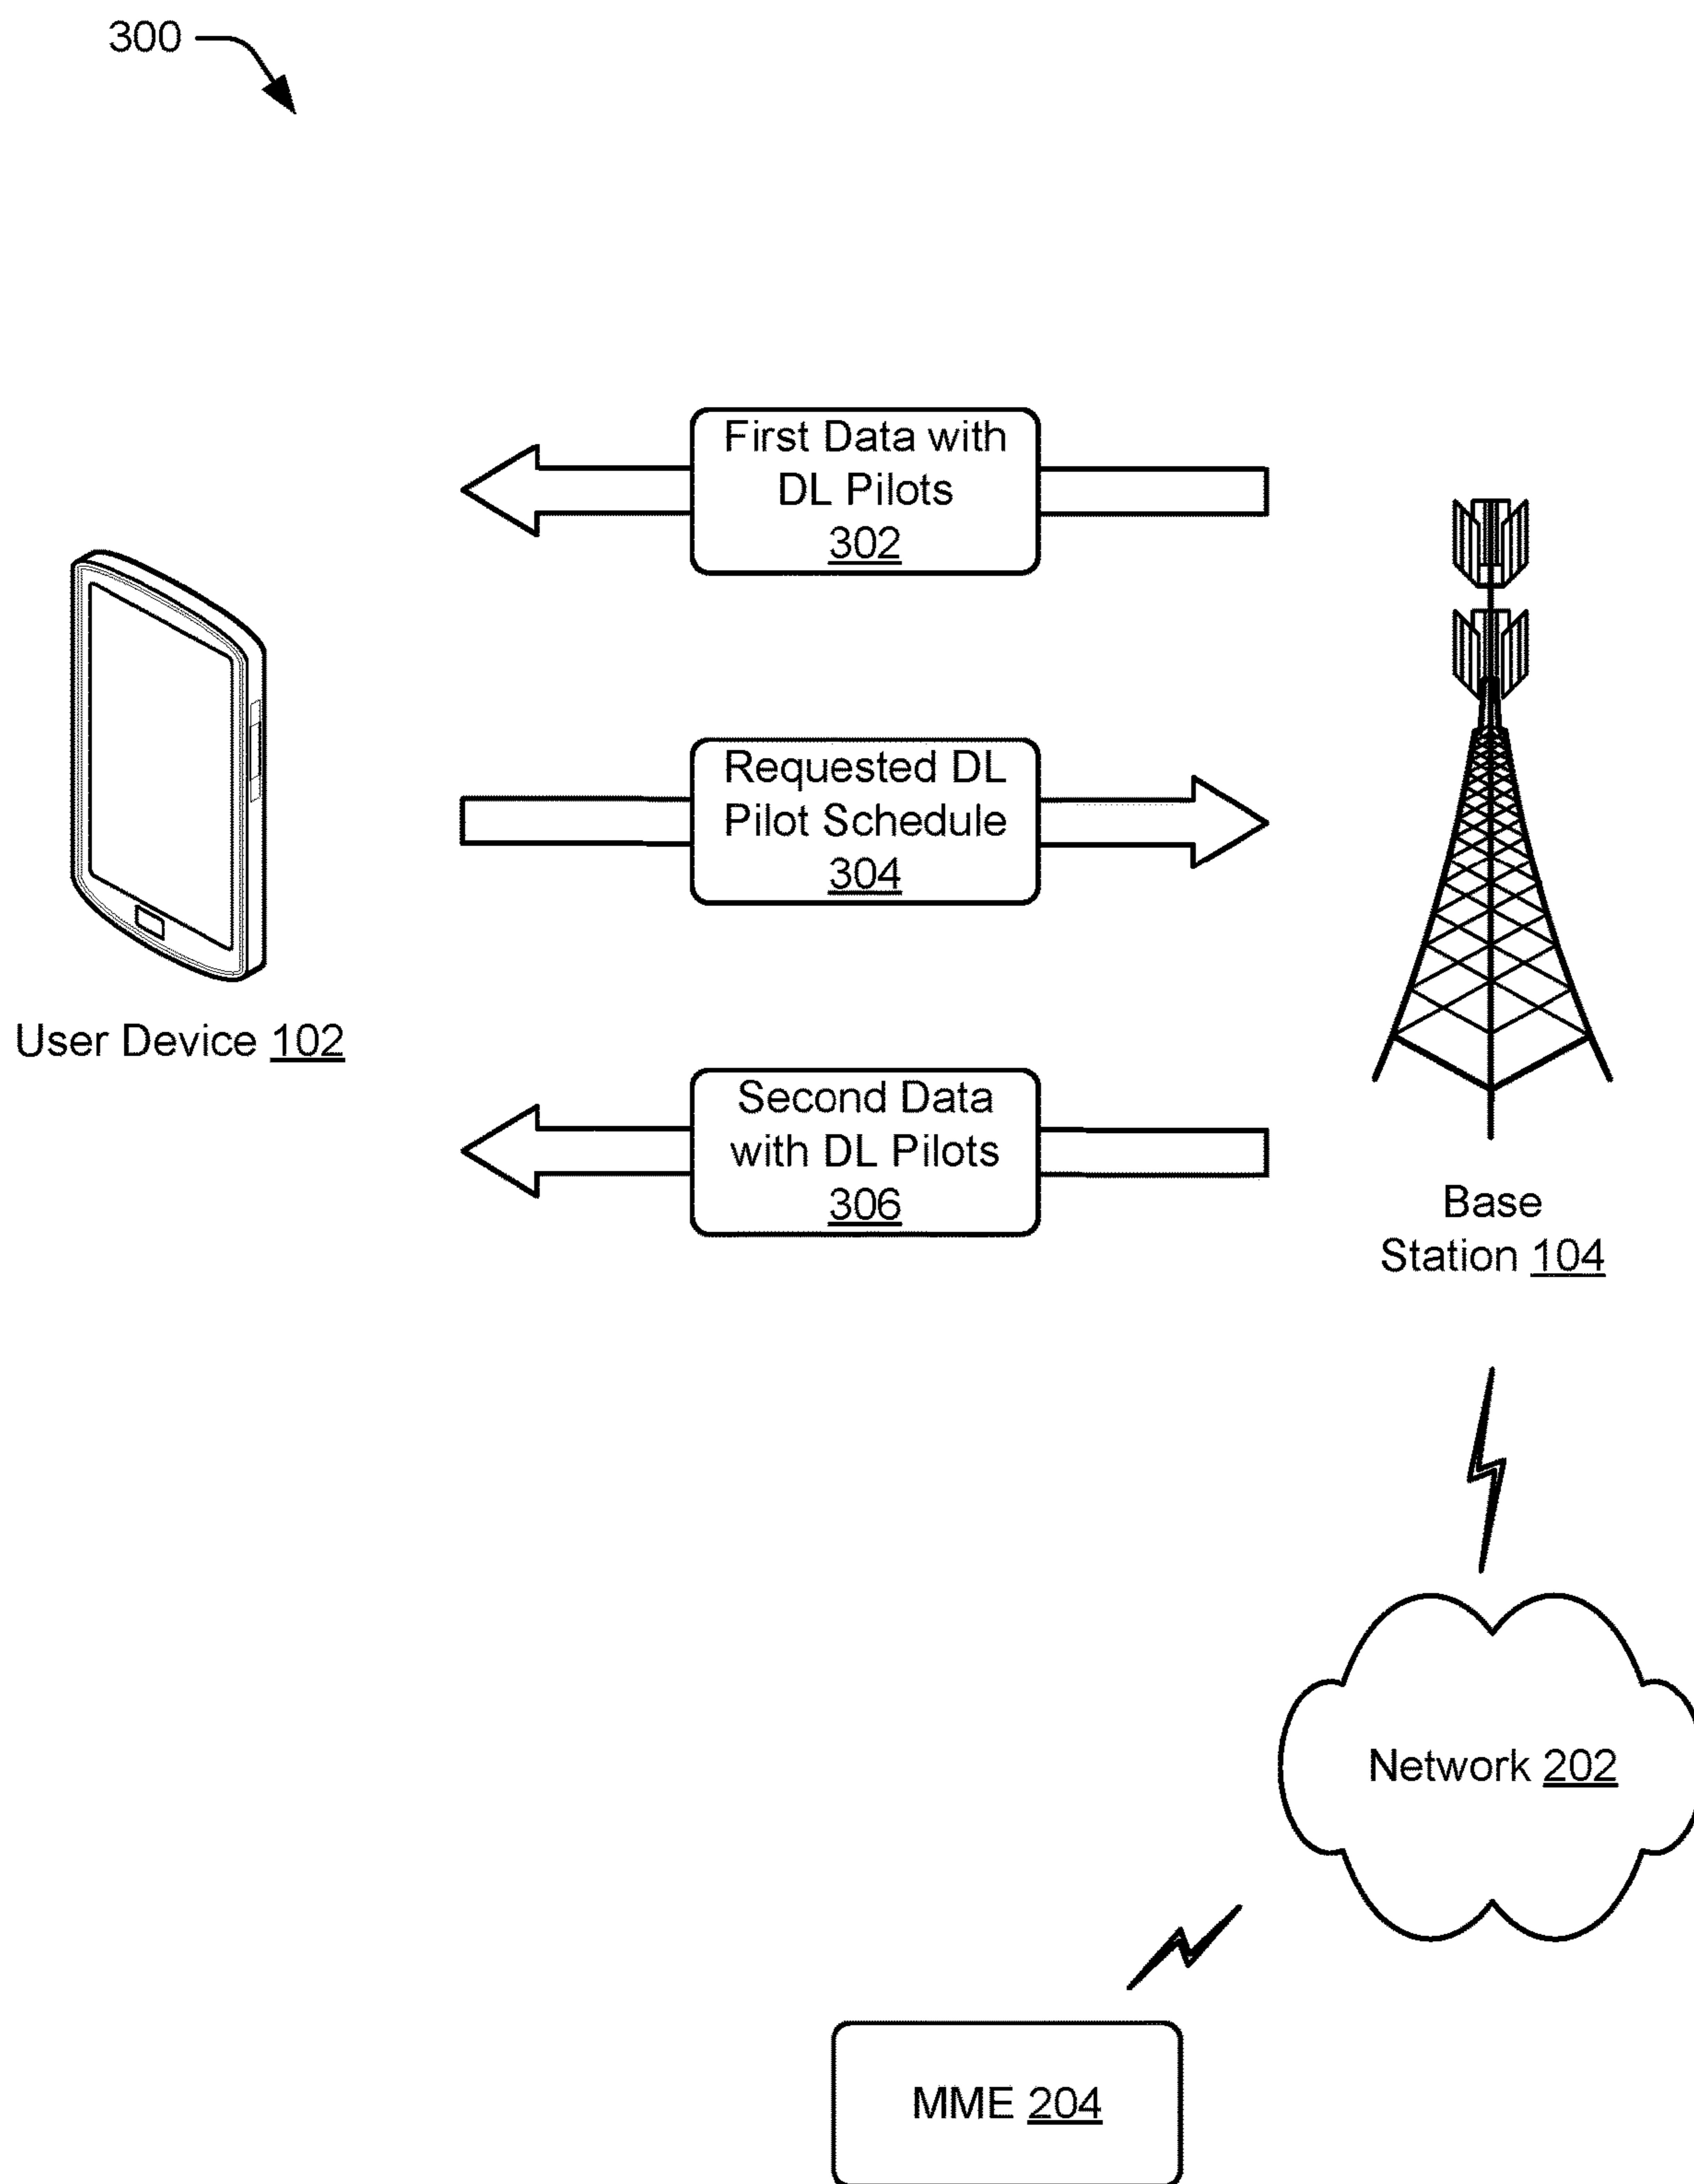 300
First Data with
DL Pilots
302
Requested DL
Pilot Schedule
304
User Device 102
Second Data
with DL Pilots
306
Base
Station 104
Network 202
MME 204